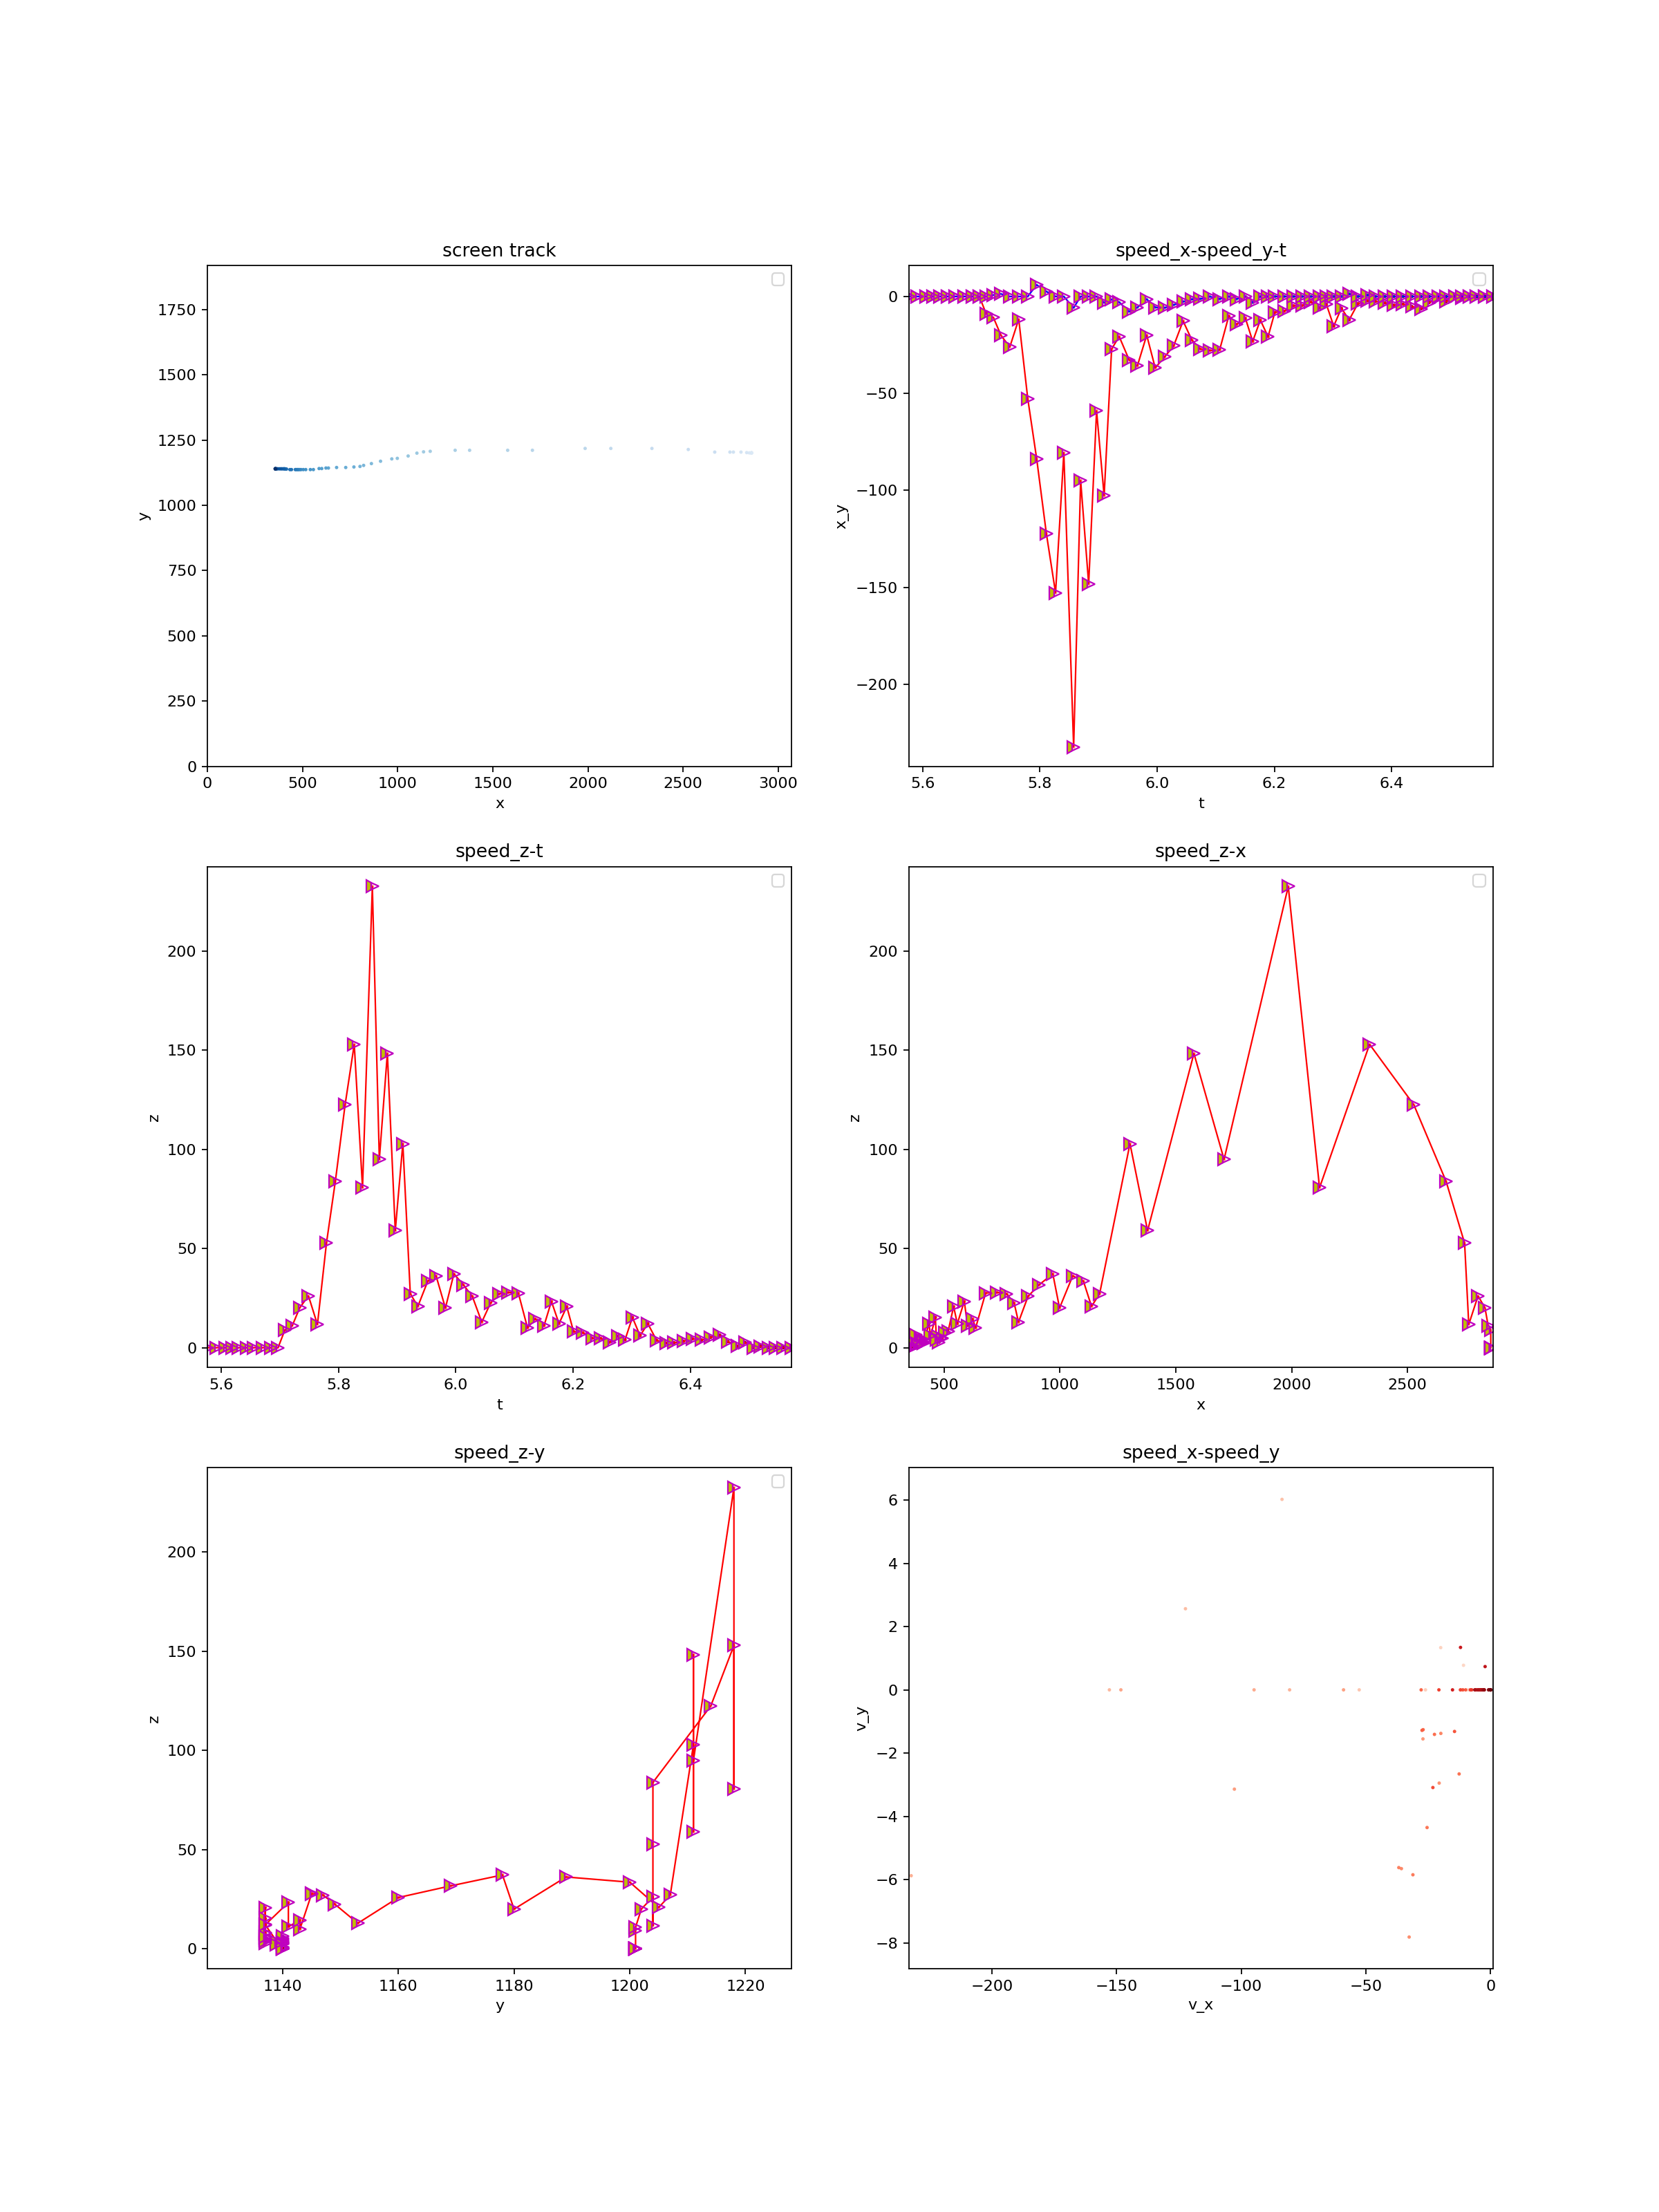 screen track
1750
1500
1250
1000
750
500
250
0
y
0 500 1000 1500 2000 2500 3000
x
speed_x-speed_y-t
0
−50
−100
−150
−200
x_y
5.6 5.8 6.0 6.2 6.4
t
speed_z-t
200
150
100
50
0
z
5.6 5.8 6.0 6.2 6.4
t
speed_z-x
200
150
100
50
0
z
500 1000 1500 2000 2500
x
speed_z-y
200
150
100
50
0
z
1140 1160 1180 1200 1220
y
speed_x-speed_y
6
4
2
0
−2
−4
−6
−8
v_y
−200 −150 −100 −50 0
v_x